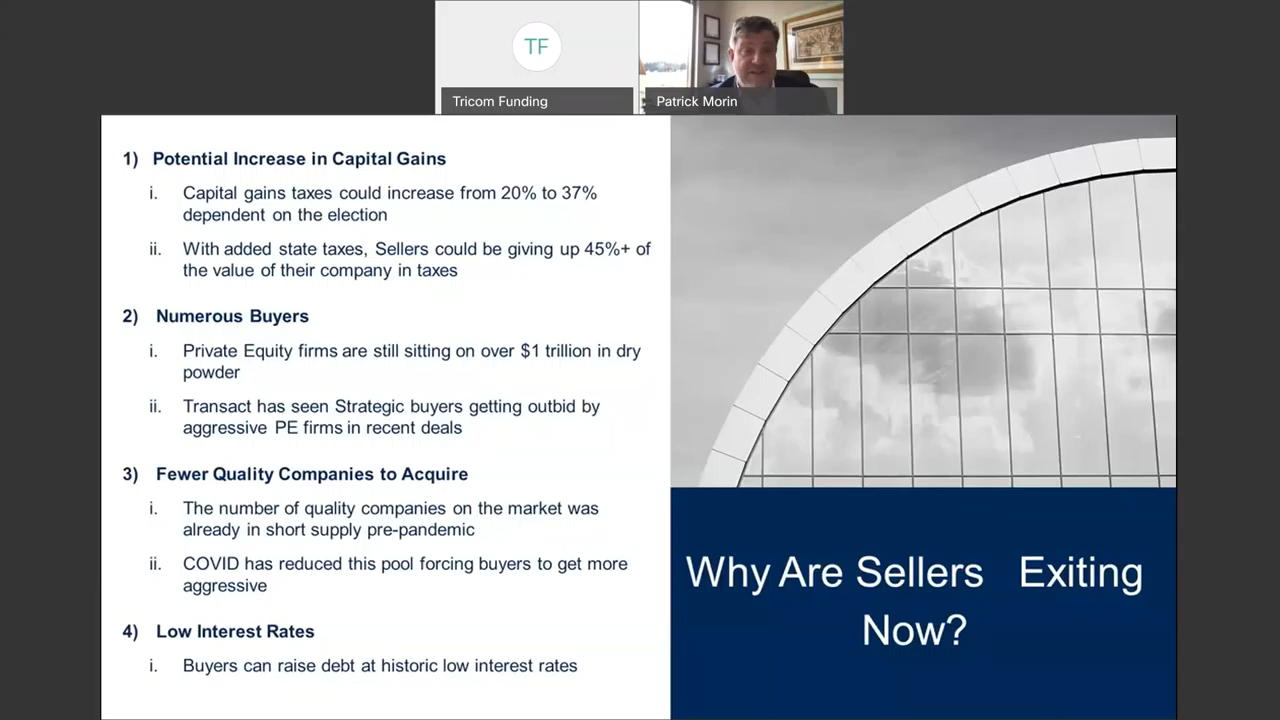 TF
Tricom Funding
Patrick Morin
1) Potential Increase in Capital Gains
i. Capital gains taxes could increase from 20% to 37%
dependent on the election
ii. With added state taxes, Sellers could be giving up 45%+ of
the value of their company in taxes
2) Numerous Buyers
i. Private Equity firms are still sitting on over $1 trillion in dry
powder
ii. Transact has seen Strategic buyers getting outbid by
aggressive PE firms in recent deals
3) Fewer Quality Companies to Acquire
i. The number of quality companies on the market was
already in short supply pre-pandemic
ii. COVID has reduced this pool forcing buyers to get more
aggressive
4) Low Interest Rates
i. Buyers can raise debt at historic low interest rates
Why Are Sellers Exiting
Now?